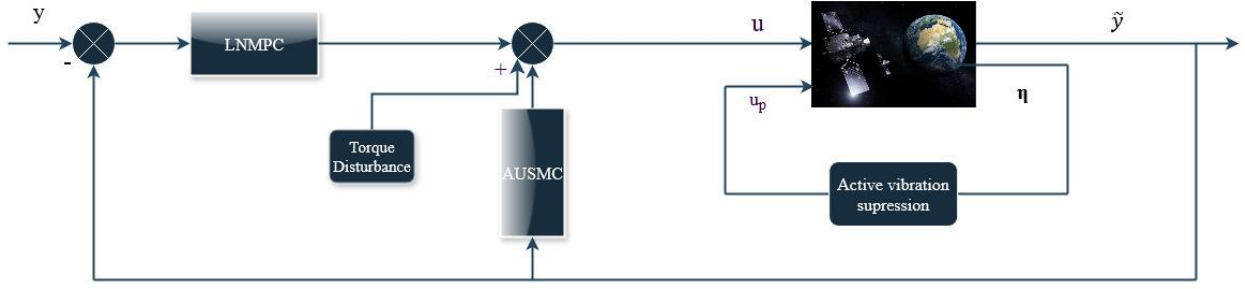 y
-
LNMPC
+
Torque
Disturbance
AUSMC
u
u_p
ỹ
η
Active vibration
supression